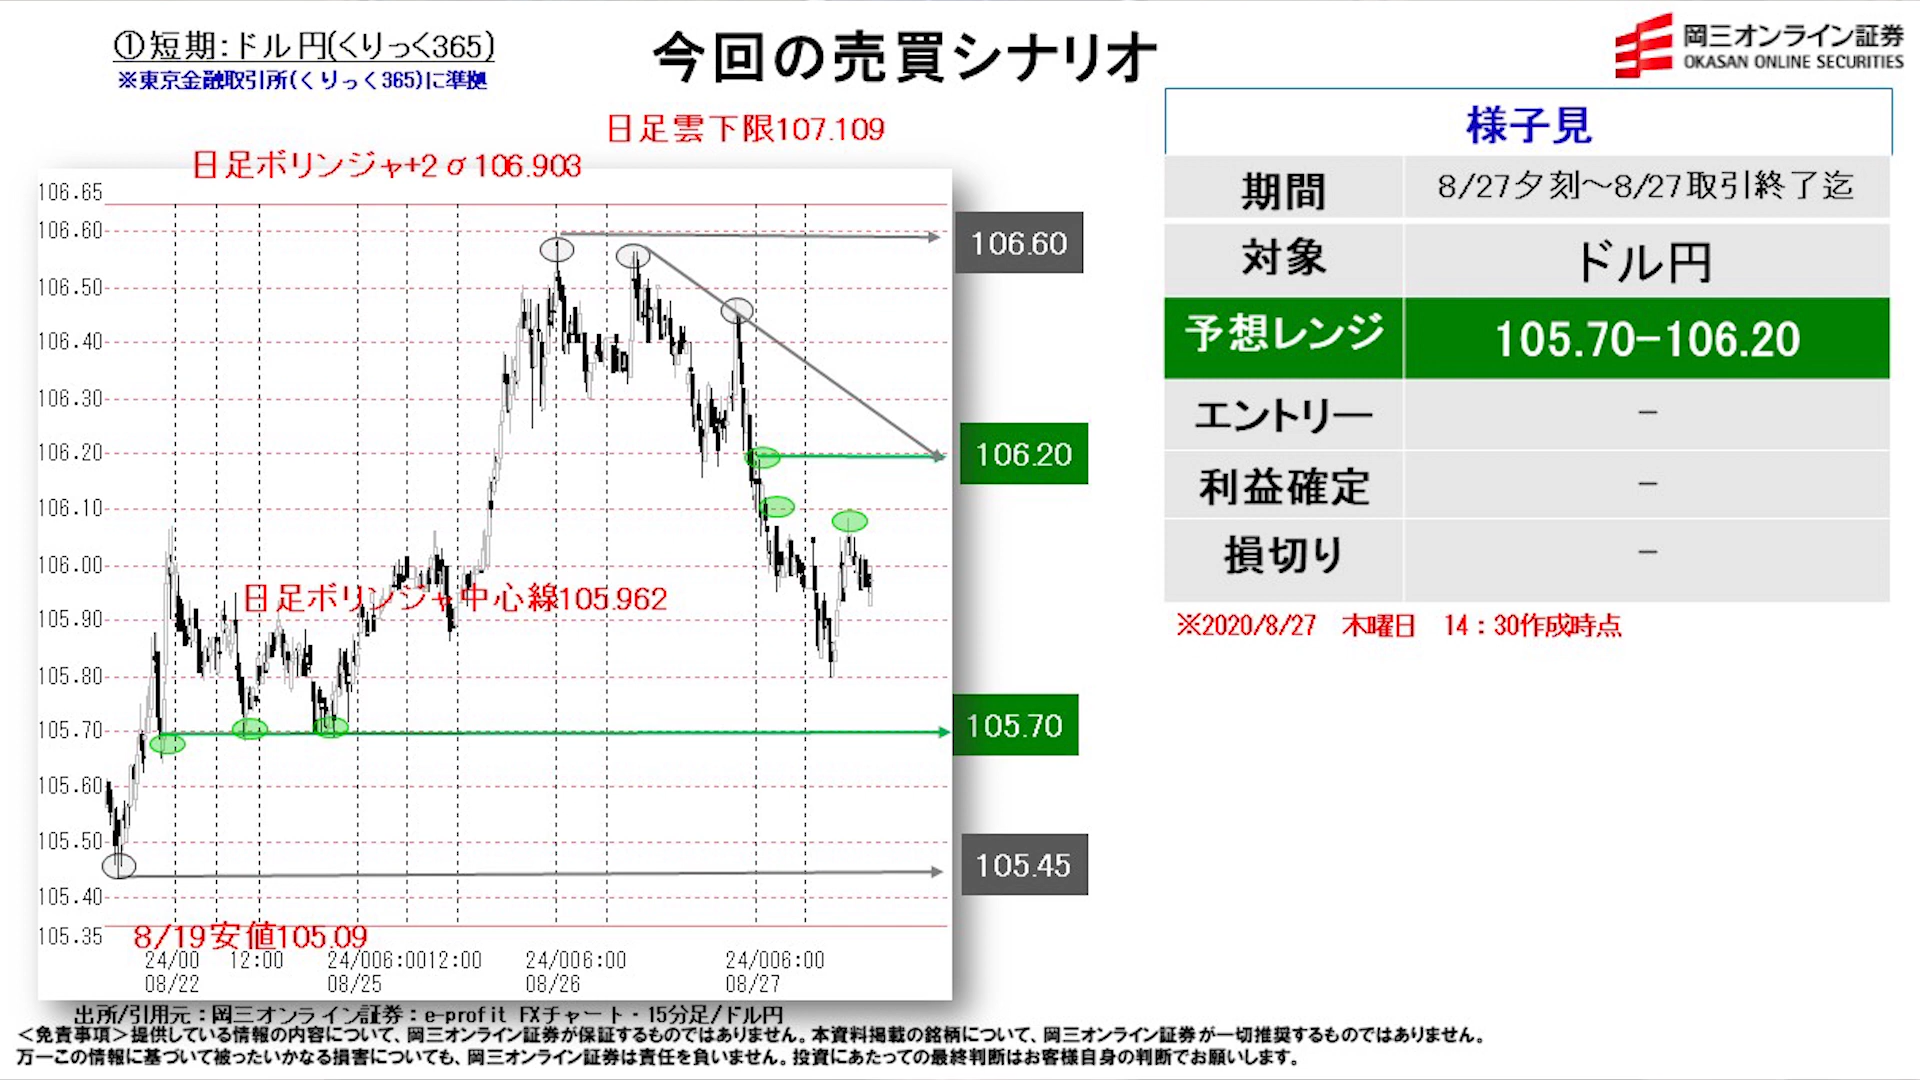 ①短期:ドル円(くりっく365)
※東京金融取引所(くりっく365)に準拠
今回の売買シナリオ
岡三オンライン証券
OKASAN ONLINE SECURITIES
日足雲下限107.109
日足ボリンジャ+2σ106.903
106.65
106.60
106.50
106.40
106.30
106.20
106.10
106.00
105.90
105.80
105.70
105.60
105.50
105.40
105.35
日足ボリンジャ中心線105.962
8/19安値105.09
24/00 12:00 24/006:0012:00 24/006:00 24/006:00
08/22 08/25 08/26 08/27
106.60
106.20
105.70
105.45
様子見
期間 8/27夕刻～8/27取引終了迄
対象 ドル円
予想レンジ 105.70-106.20
エントリー -
利益確定 -
損切り -
※2020/8/27 木曜日 14：30作成時点
出所/引用元：岡三オンライン証券：e-profit FXチャート・15分足/ドル円
＜免責事項＞提供している情報の内容について、岡三オンライン証券が保証するものではありません。本資料掲載の銘柄について、岡三オンライン証券が一切推奨するものではありません。
万一この情報に基づいて被ったいかなる損害についても、岡三オンライン証券は責任を負いません。投資にあたっての最終判断はお客様自身の判断でお願いします。